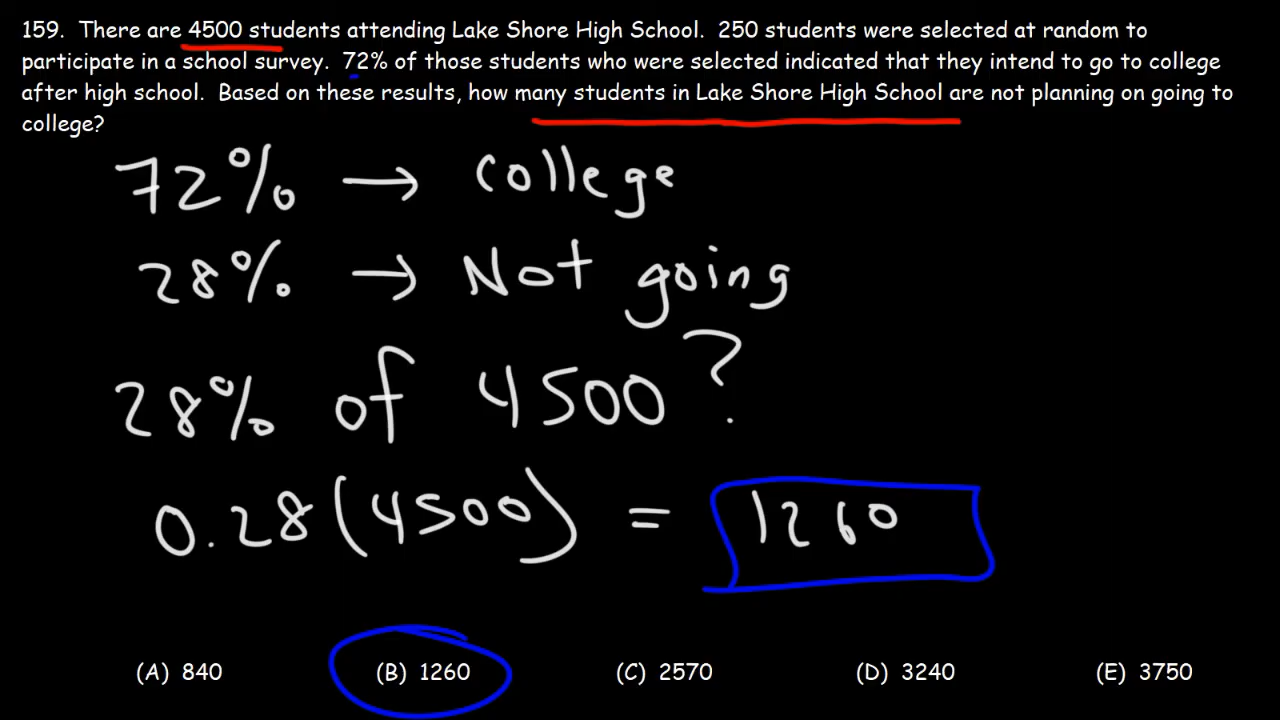 159. There are 4500 students attending Lake Shore High School. 250 students were selected at random to
participate in a school survey. 72% of those students who were selected indicated that they intend to go to college
after high school. Based on these results, how many students in Lake Shore High School are not planning on going to
college?
72% → college
28% → Not going
28% of 4500?
0.28(4500) = 1260
(A) 840 (B) 1260 (C) 2570 (D) 3240 (E) 3750